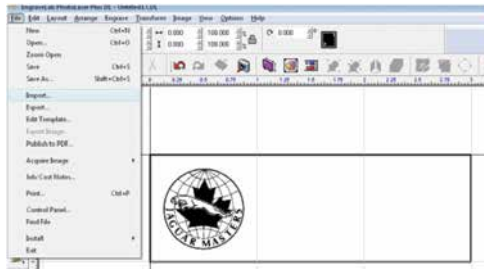 EngraveLab PhotoLaser Plus DL - Untitled1.CDL
File Edit Layout Arrange Engrave Transform Image View Options Help
New Ctrl+N
Open... Ctrl+O
Zoom Open
Save Ctrl+S
Save As... Shift+Ctrl+S
Import...
Export...
Edit Template...
Export Image...
Publish to PDF...
Acquire Image
Info/Cost Notes...
Print... Ctrl+P
Control Panel...
Find File
Install
Exit
0.000 100.000 0.000
0.000 100.000
JAGUAR MASTERS